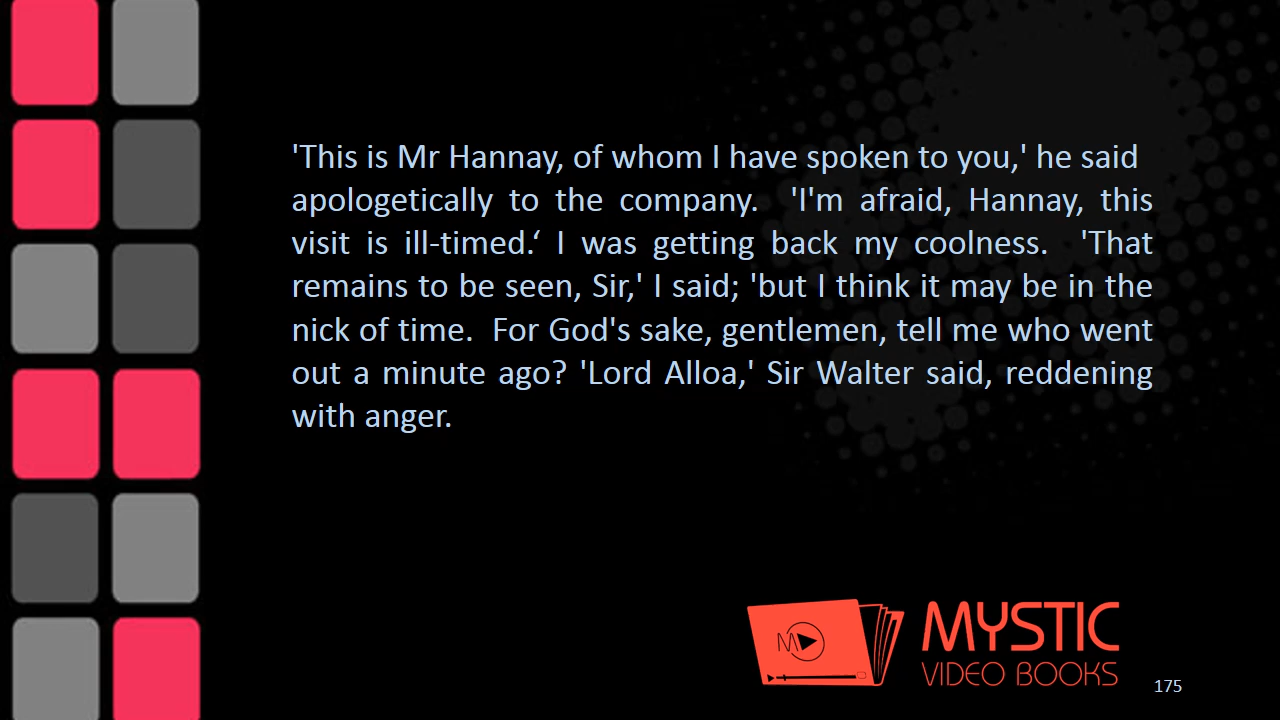 'This is Mr Hannay, of whom I have spoken to you,' he said
apologetically to the company.  'I'm afraid, Hannay, this
visit is ill-timed.‘ I was getting back my coolness.  'That
remains to be seen, Sir,' I said; 'but I think it may be in the
nick of time.  For God's sake, gentlemen, tell me who went
out a minute ago? 'Lord Alloa,' Sir Walter said, reddening
with anger.
M
MYSTIC
VIDEO BOOKS
175